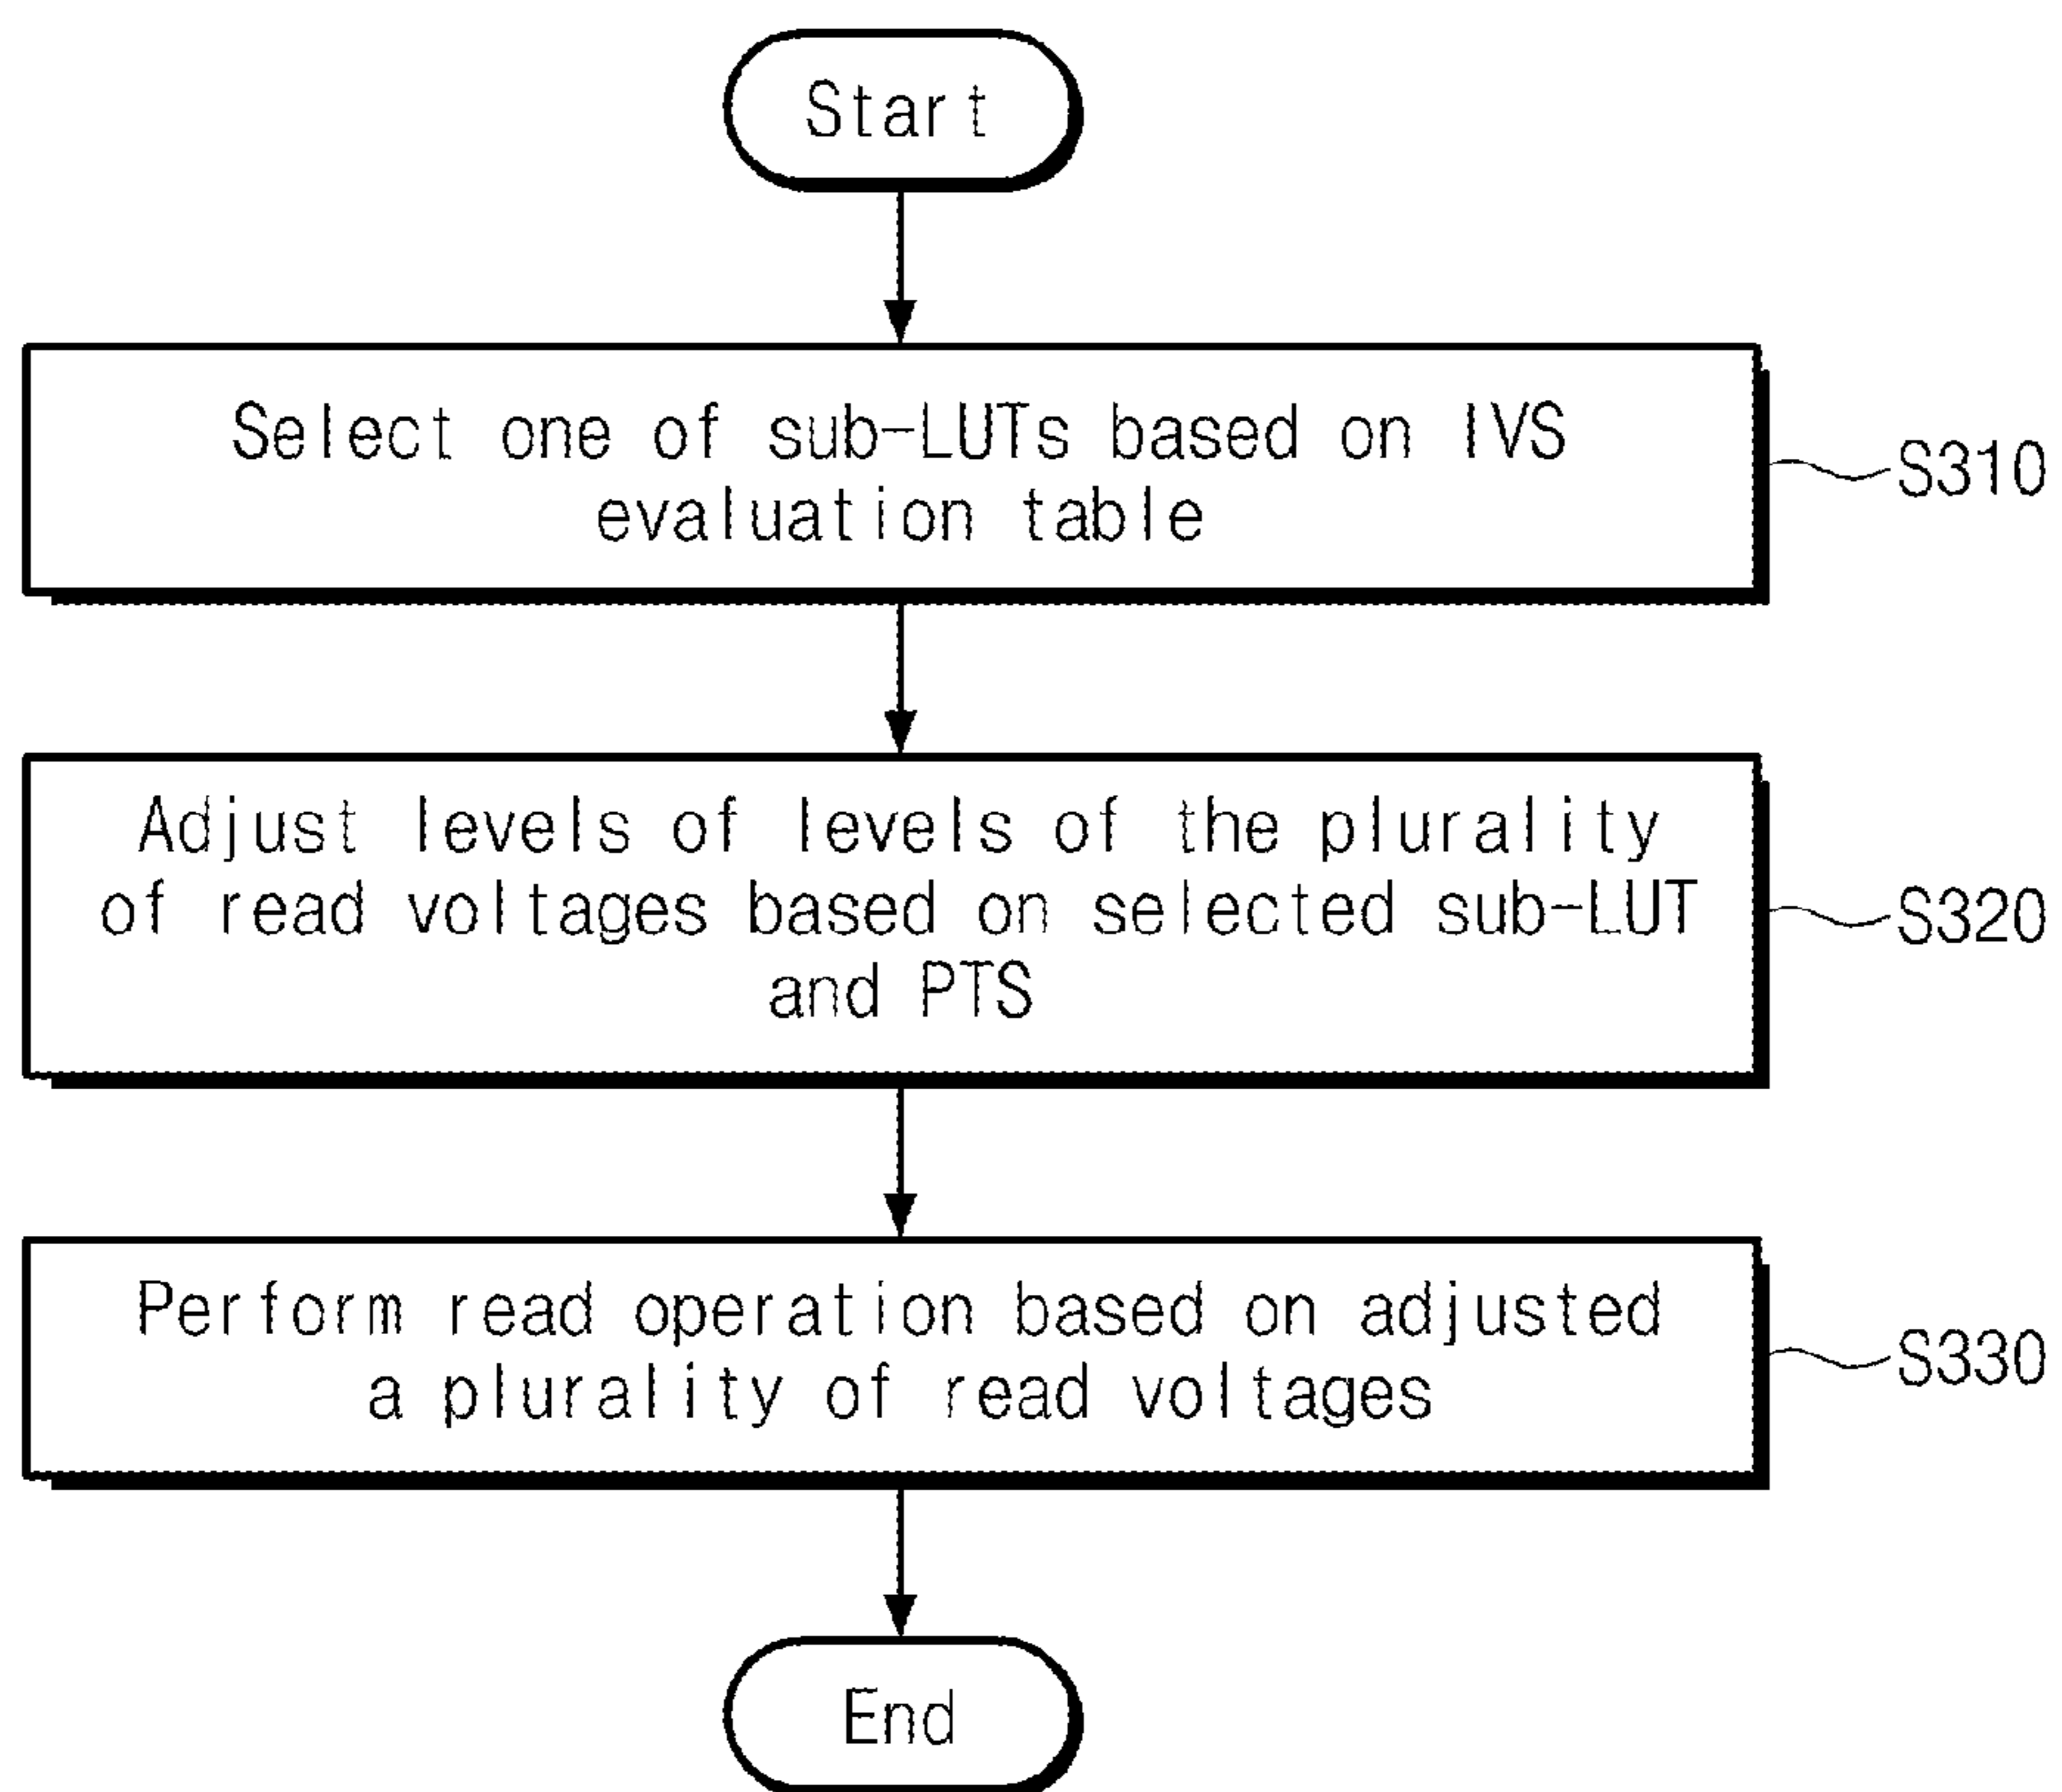 Start
Select one of sub-LUTs based on IVS
evaluation table
S310
Adjust levels of levels of the plurality
of read voltages based on selected sub-LUT
and PTS
S320
Perform read operation based on adjusted
a plurality of read voltages
S330
End